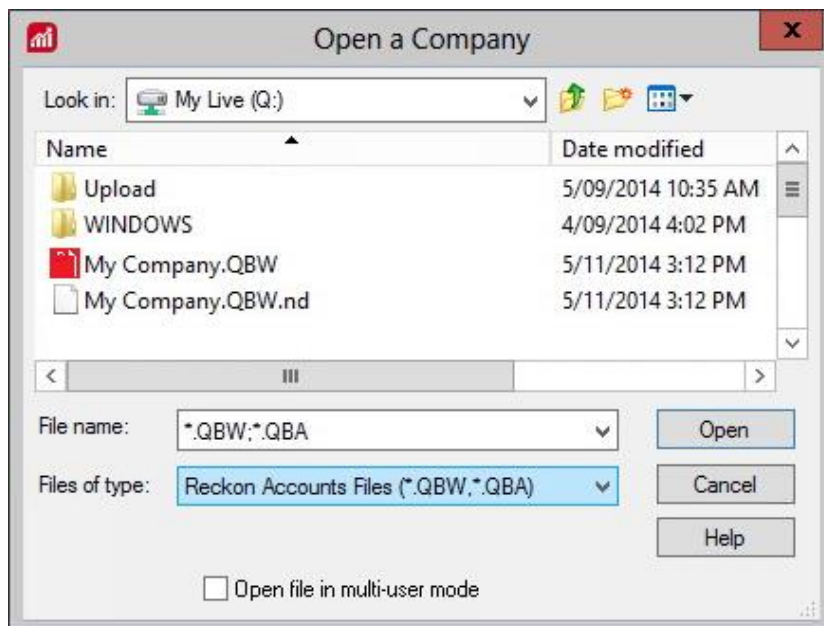 Open a Company
x
Look in: My Live (Q:)
Name Date modified
Upload 5/09/2014 10:35 AM
WINDOWS 4/09/2014 4:02 PM
My Company.QBW 5/11/2014 3:12 PM
My Company.QBW.nd 5/11/2014 3:12 PM
File name: *.QBW;*.QBA Open
Files of type: Reckon Accounts Files (*.QBW,*.QBA) Cancel
Help
Open file in multi-user mode